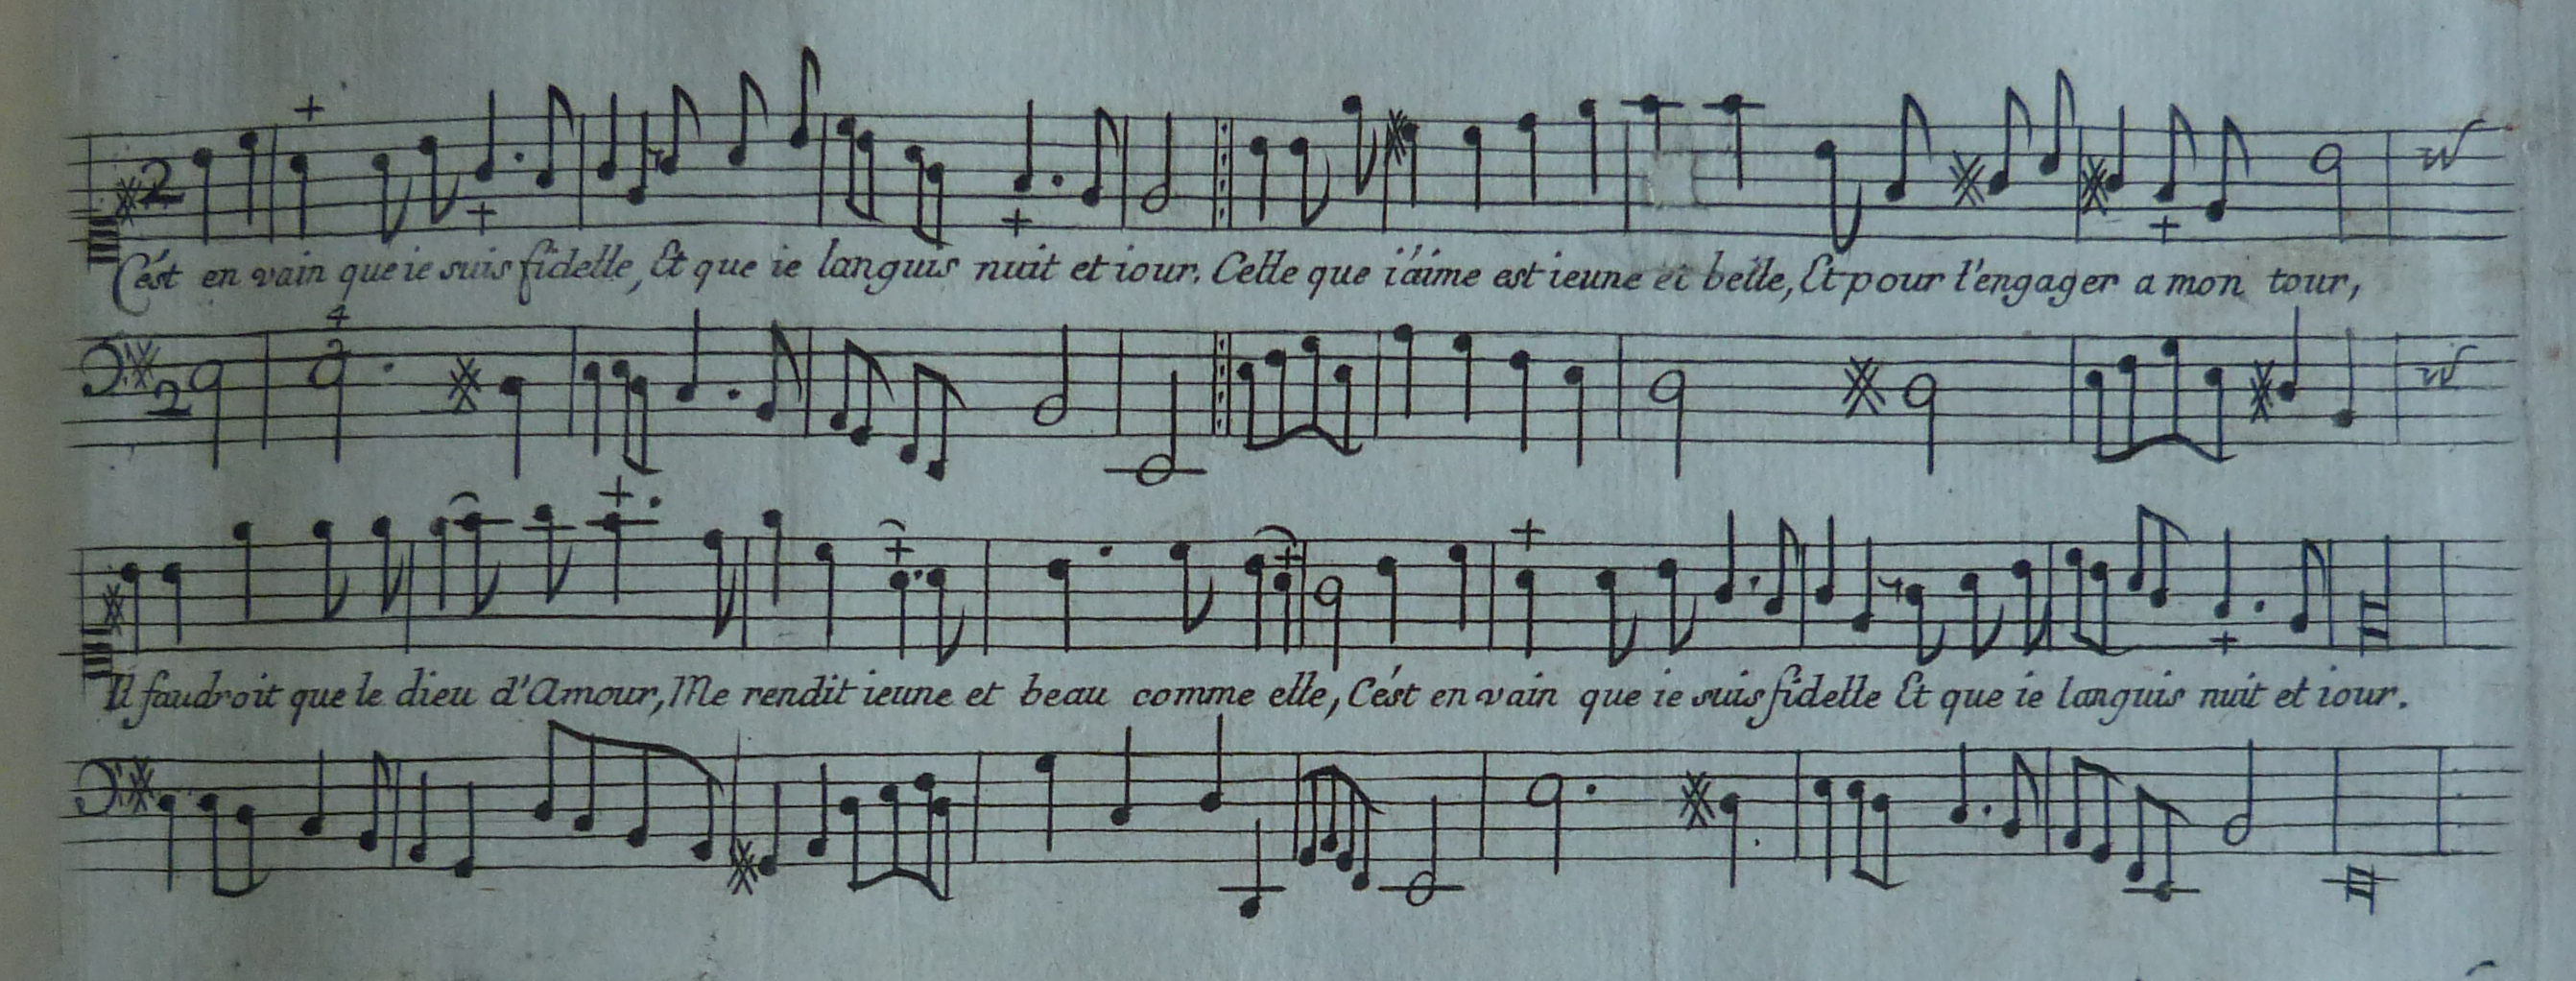 2
C'est en vain que ie suis fidelle, Et que ie languis nuit et iour. Celle que i'aime est ieune et belle, Et pour l'engager a mon tour,
4
2
Il faudroit que le dieu d'Amour, Me rendit ieune et beau comme elle, C'est en vain que ie suis fidelle Et que ie languis nuit et iour.